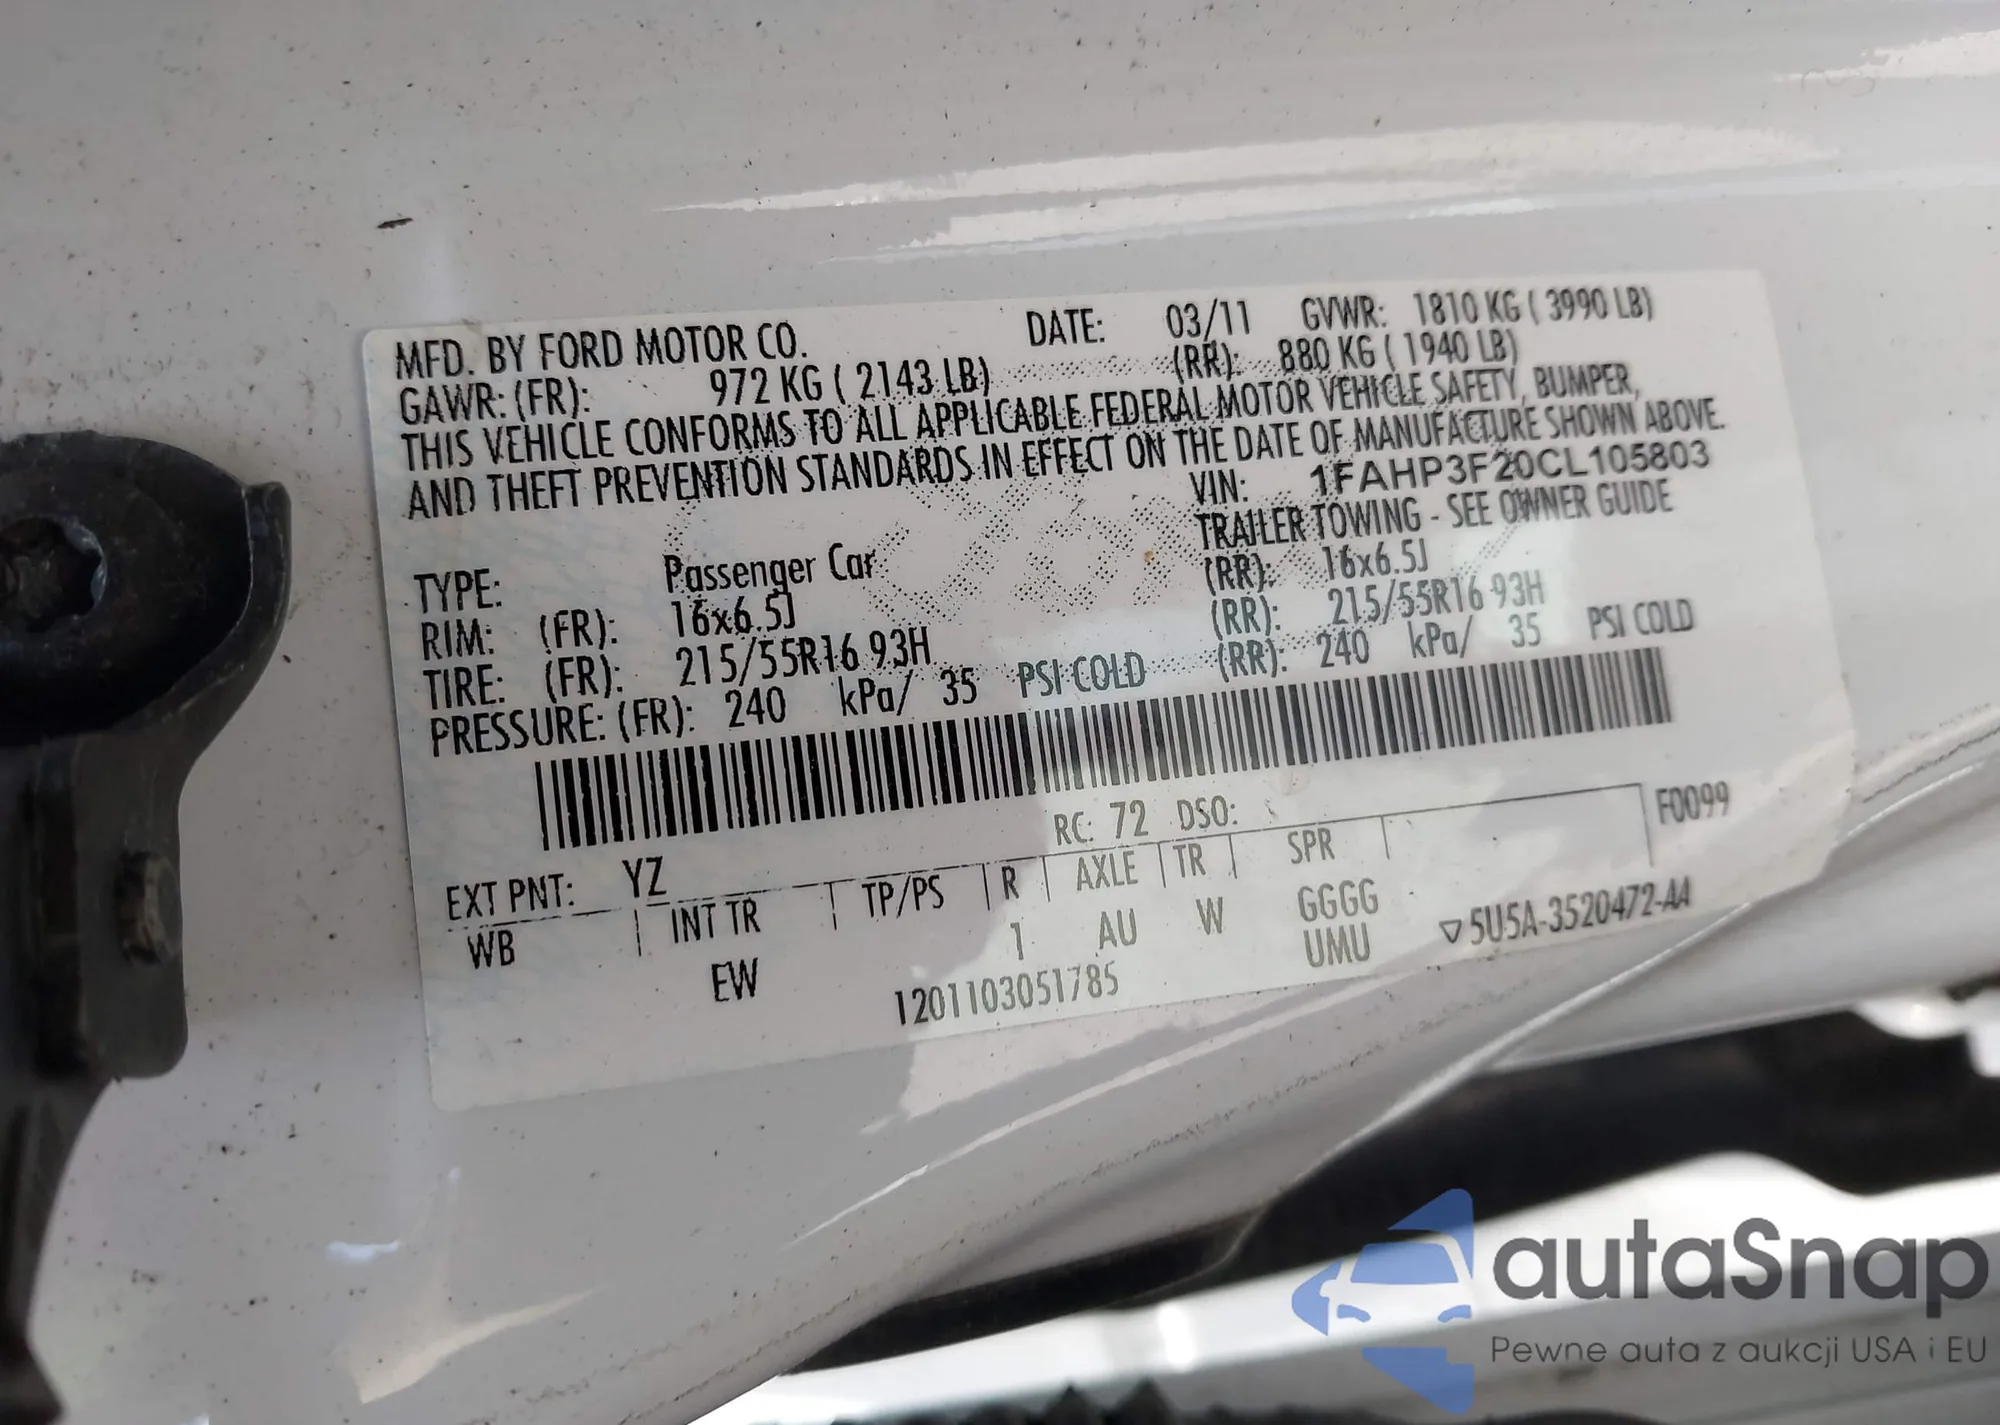 MFD. BY FORD MOTOR CO. DATE: 03/11 GVWR: 1810 KG ( 3990 LB)
GAWR: (FR): 972 KG ( 2143 LB) (RR): 880 KG ( 1940 LB)
THIS VEHICLE CONFORMS TO ALL APPLICABLE FEDERAL MOTOR VEHICLE SAFETY, BUMPER,
AND THEFT PREVENTION STANDARDS IN EFFECT ON THE DATE OF MANUFACTURE SHOWN ABOVE.
VIN: 1FAHP3F20CL105803
TYPE: Passenger Car TRAILER TOWING - SEE OWNER GUIDE
RIM: (FR): 16x6.5J (RR): 16x6.5J
TIRE: (FR): 215/55R16 93H (RR): 215/55R16 93H
PRESSURE: (FR): 240 kPa/ 35 PSI COLD (RR): 240 kPa/ 35 PSI COLD
RC: 72 DSO: F0099
EXT PNT: YZ
WB INT TR TP/PS R AXLE TR SPR
EW 1 AU W GGGG
UMU ▽5U5A-3520472-AA
1201103051785
autaSnap
Pewne auta z aukcji USA i EU